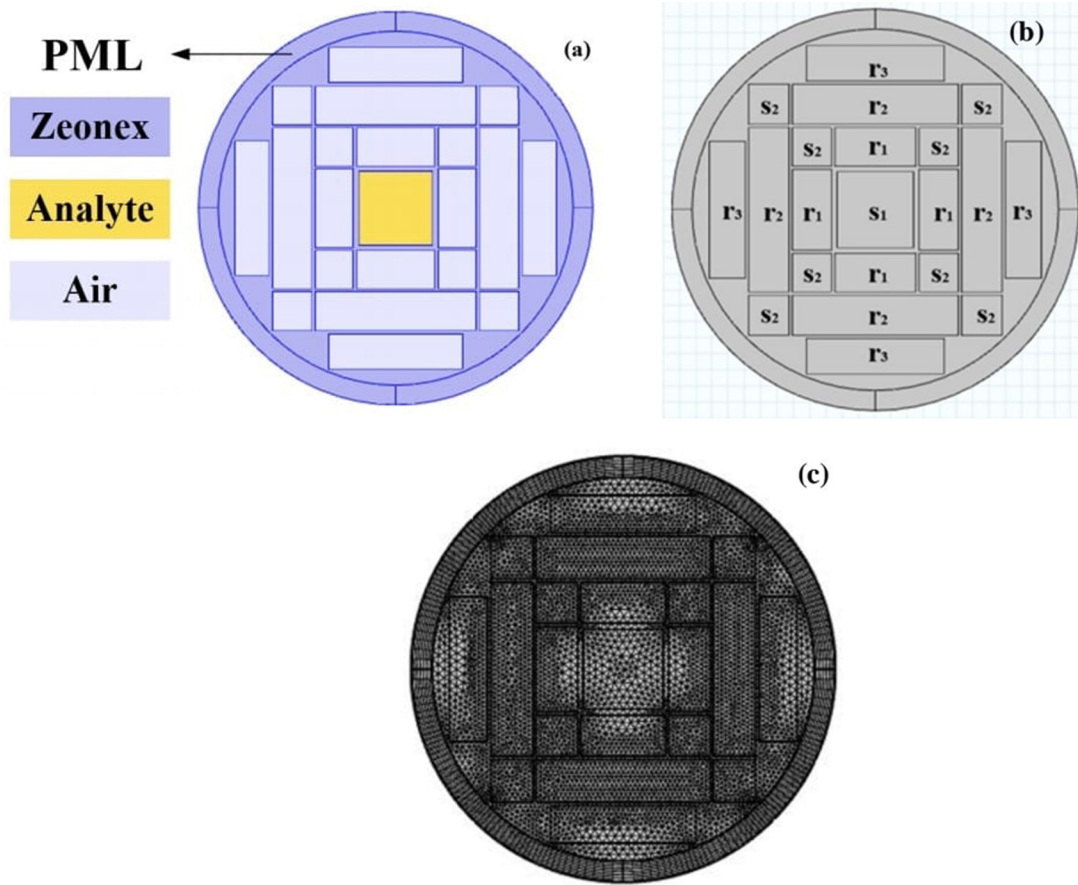 PML
Zeonex
Analyte
Air
(a)
(b)
r₃
s₂ r₂ s₂
s₂ r₁ s₂
r₃ r₂ r₁ s₁ r₁ r₂ r₃
s₂ r₁ s₂
s₂ r₂ s₂
r₃
(c)